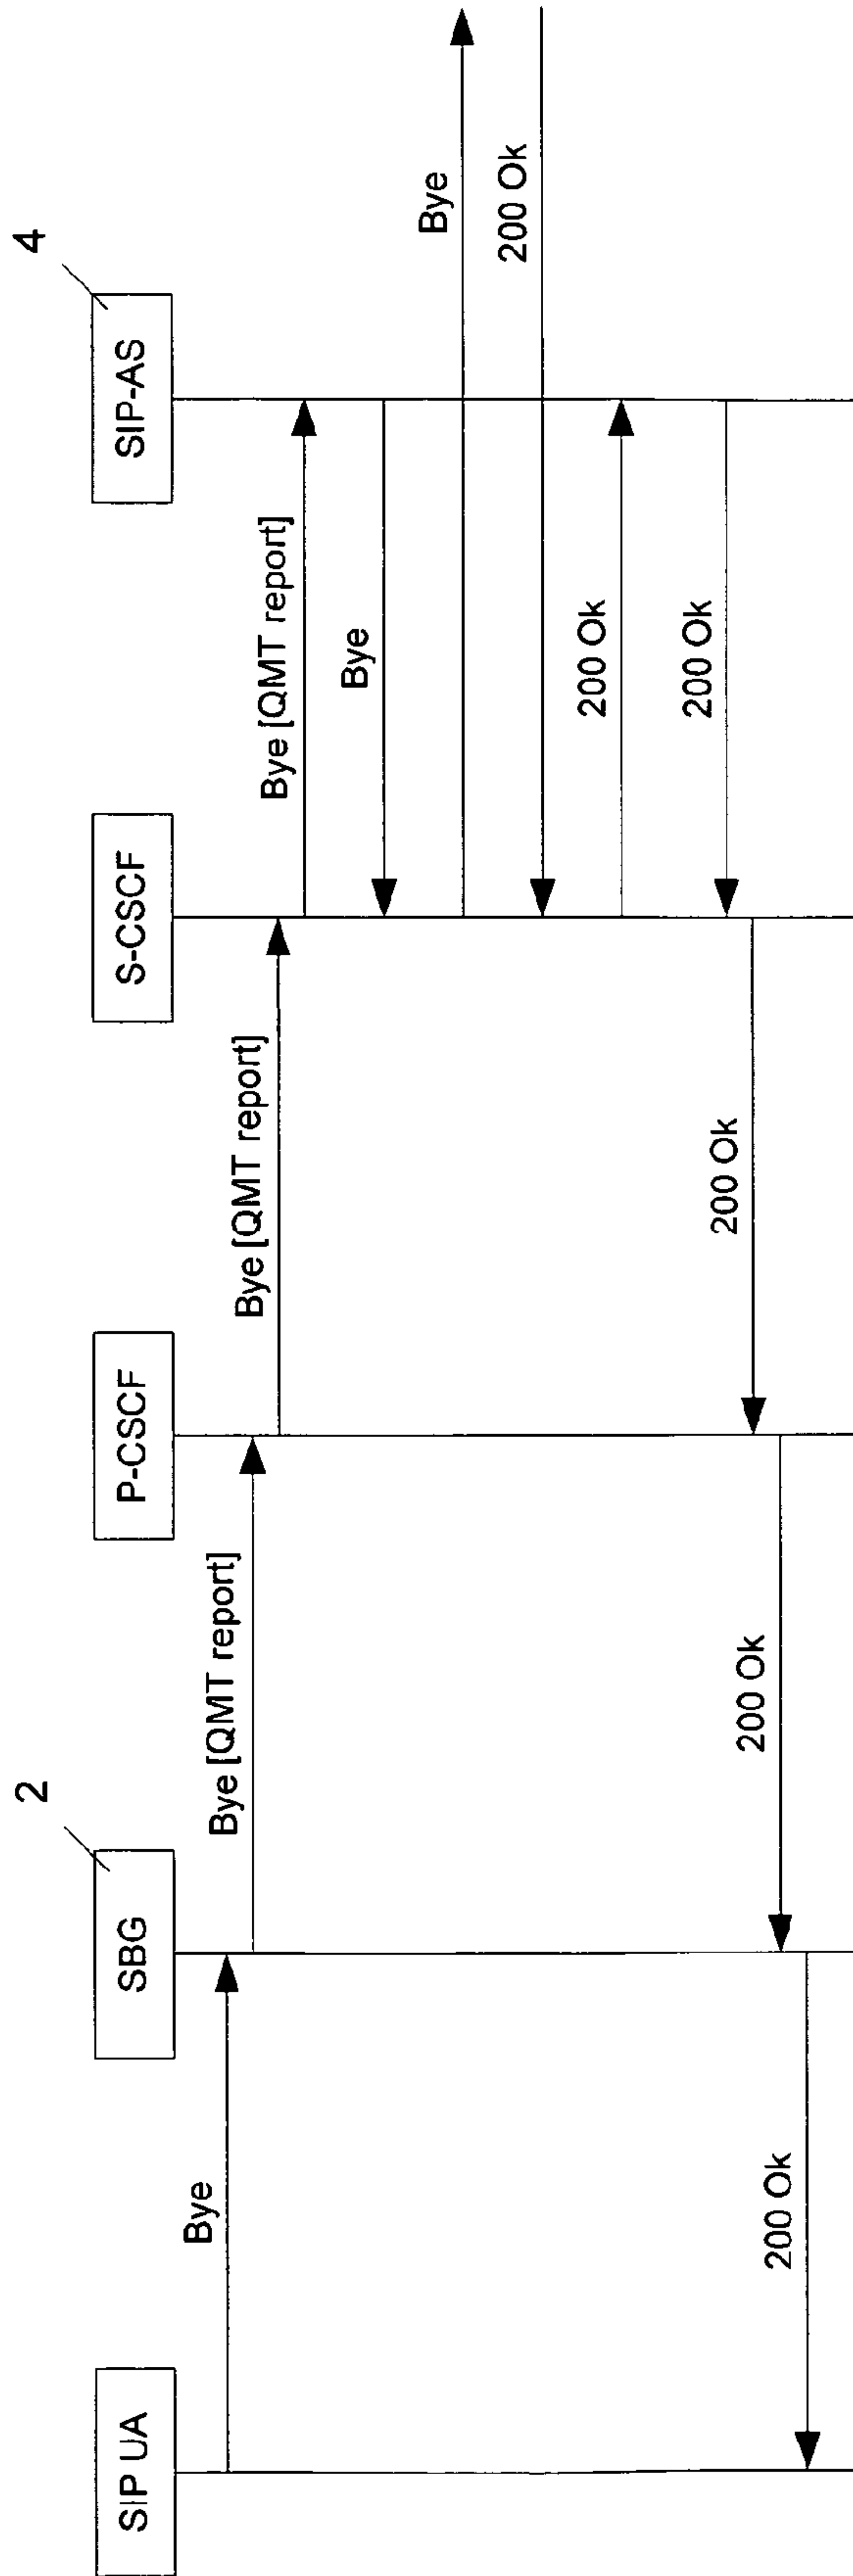 2
4
SIP UA
SBG
P-CSCF
S-CSCF
SIP-AS
Bye
Bye [QMT report]
Bye [QMT report]
Bye [QMT report]
Bye
Bye
200 Ok
200 Ok
200 Ok
200 Ok
200 Ok
200 Ok